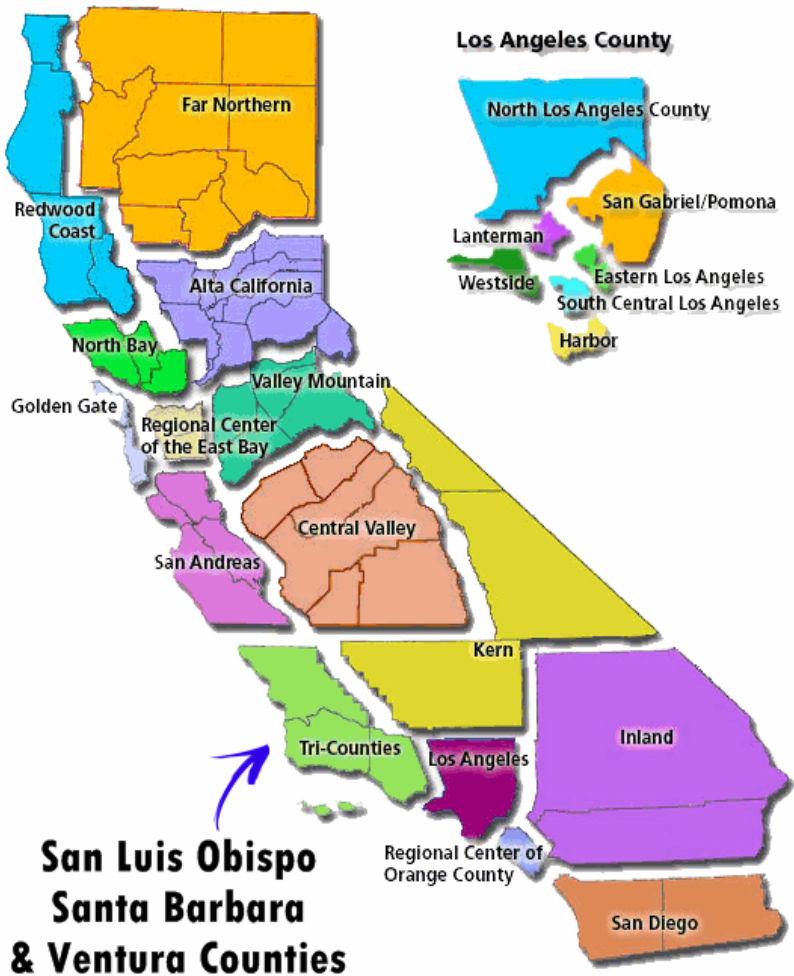 Los Angeles County
North Los Angeles County
Far Northern
San Gabriel/Pomona
Redwood
Coast
Lanterman
Westside
Eastern Los Angeles
South Central Los Angeles
Harbor
Alta California
North Bay
Valley Mountain
Golden Gate
Regional Center
of the East Bay
Central Valley
San Andreas
Kern
Tri-Counties
Los Angeles
Inland
Regional Center of
Orange County
San Diego
San Luis Obispo
Santa Barbara
& Ventura Counties